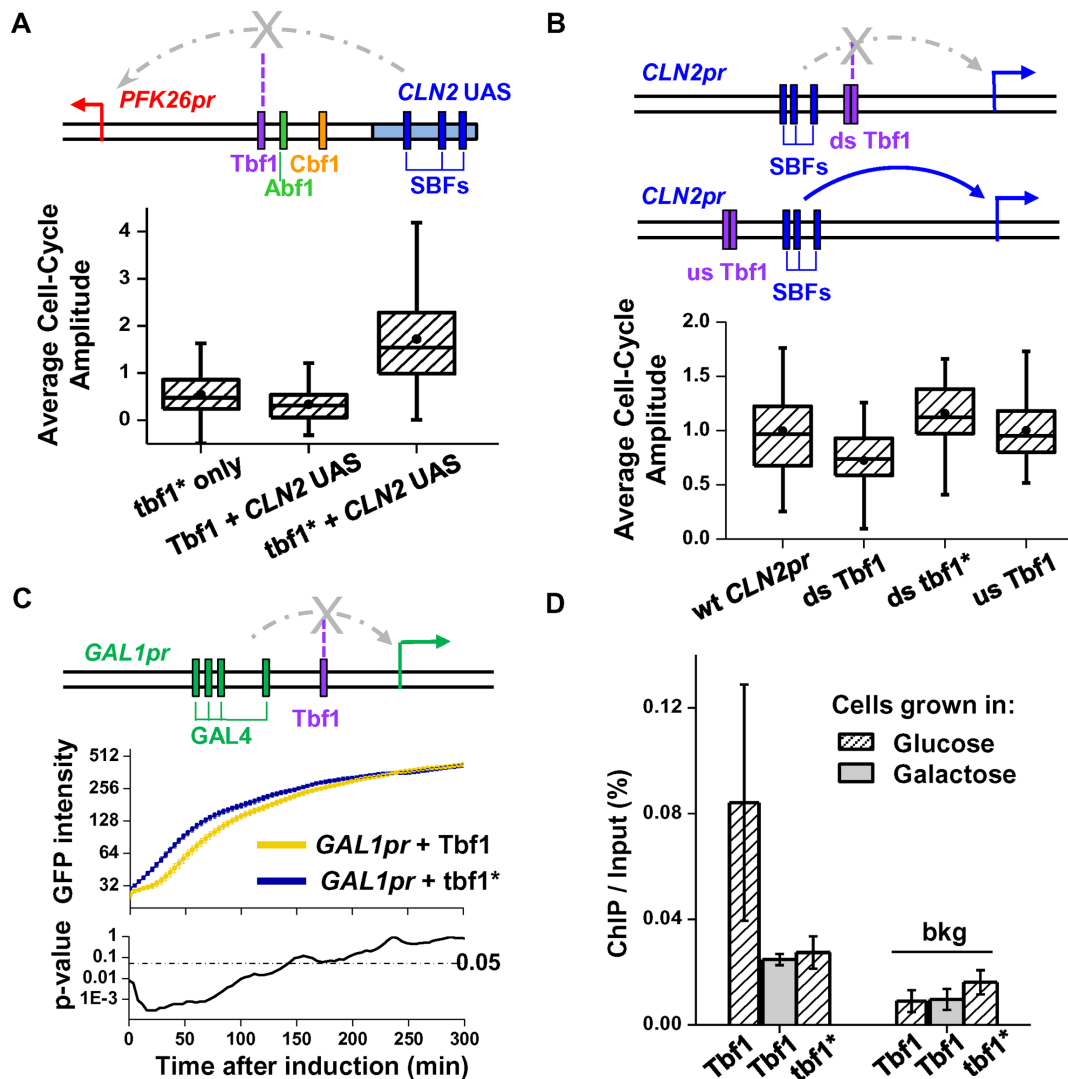 A
X
PFK26pr
CLN2 UAS
Tbf1
Cbf1
Abf1
SBFs
Average Cell-Cycle
Amplitude
4
3
2
1
0
tbf1* only
Tbf1 + CLN2 UAS
tbf1* + CLN2 UAS
B
X
CLN2pr
ds Tbf1
SBFs
CLN2pr
us Tbf1
SBFs
Average Cell-Cycle
Amplitude
2.0
1.5
1.0
0.5
0.0
wt CLN2pr
ds Tbf1
ds tbf1*
us Tbf1
C
X
GAL1pr
Tbf1
GAL4
GFP intensity
512
256
128
64
32
GAL1pr + Tbf1
GAL1pr + tbf1*
p-value
1
0.1
0.01
1E-3
0.05
0 50 100 150 200 250 300
Time after induction (min)
D
ChIP / Input (%)
0.12
0.08
0.04
0.00
Cells grown in:
Glucose
Galactose
bkg
Tbf1
Tbf1
tbf1*
Tbf1
Tbf1
tbf1*